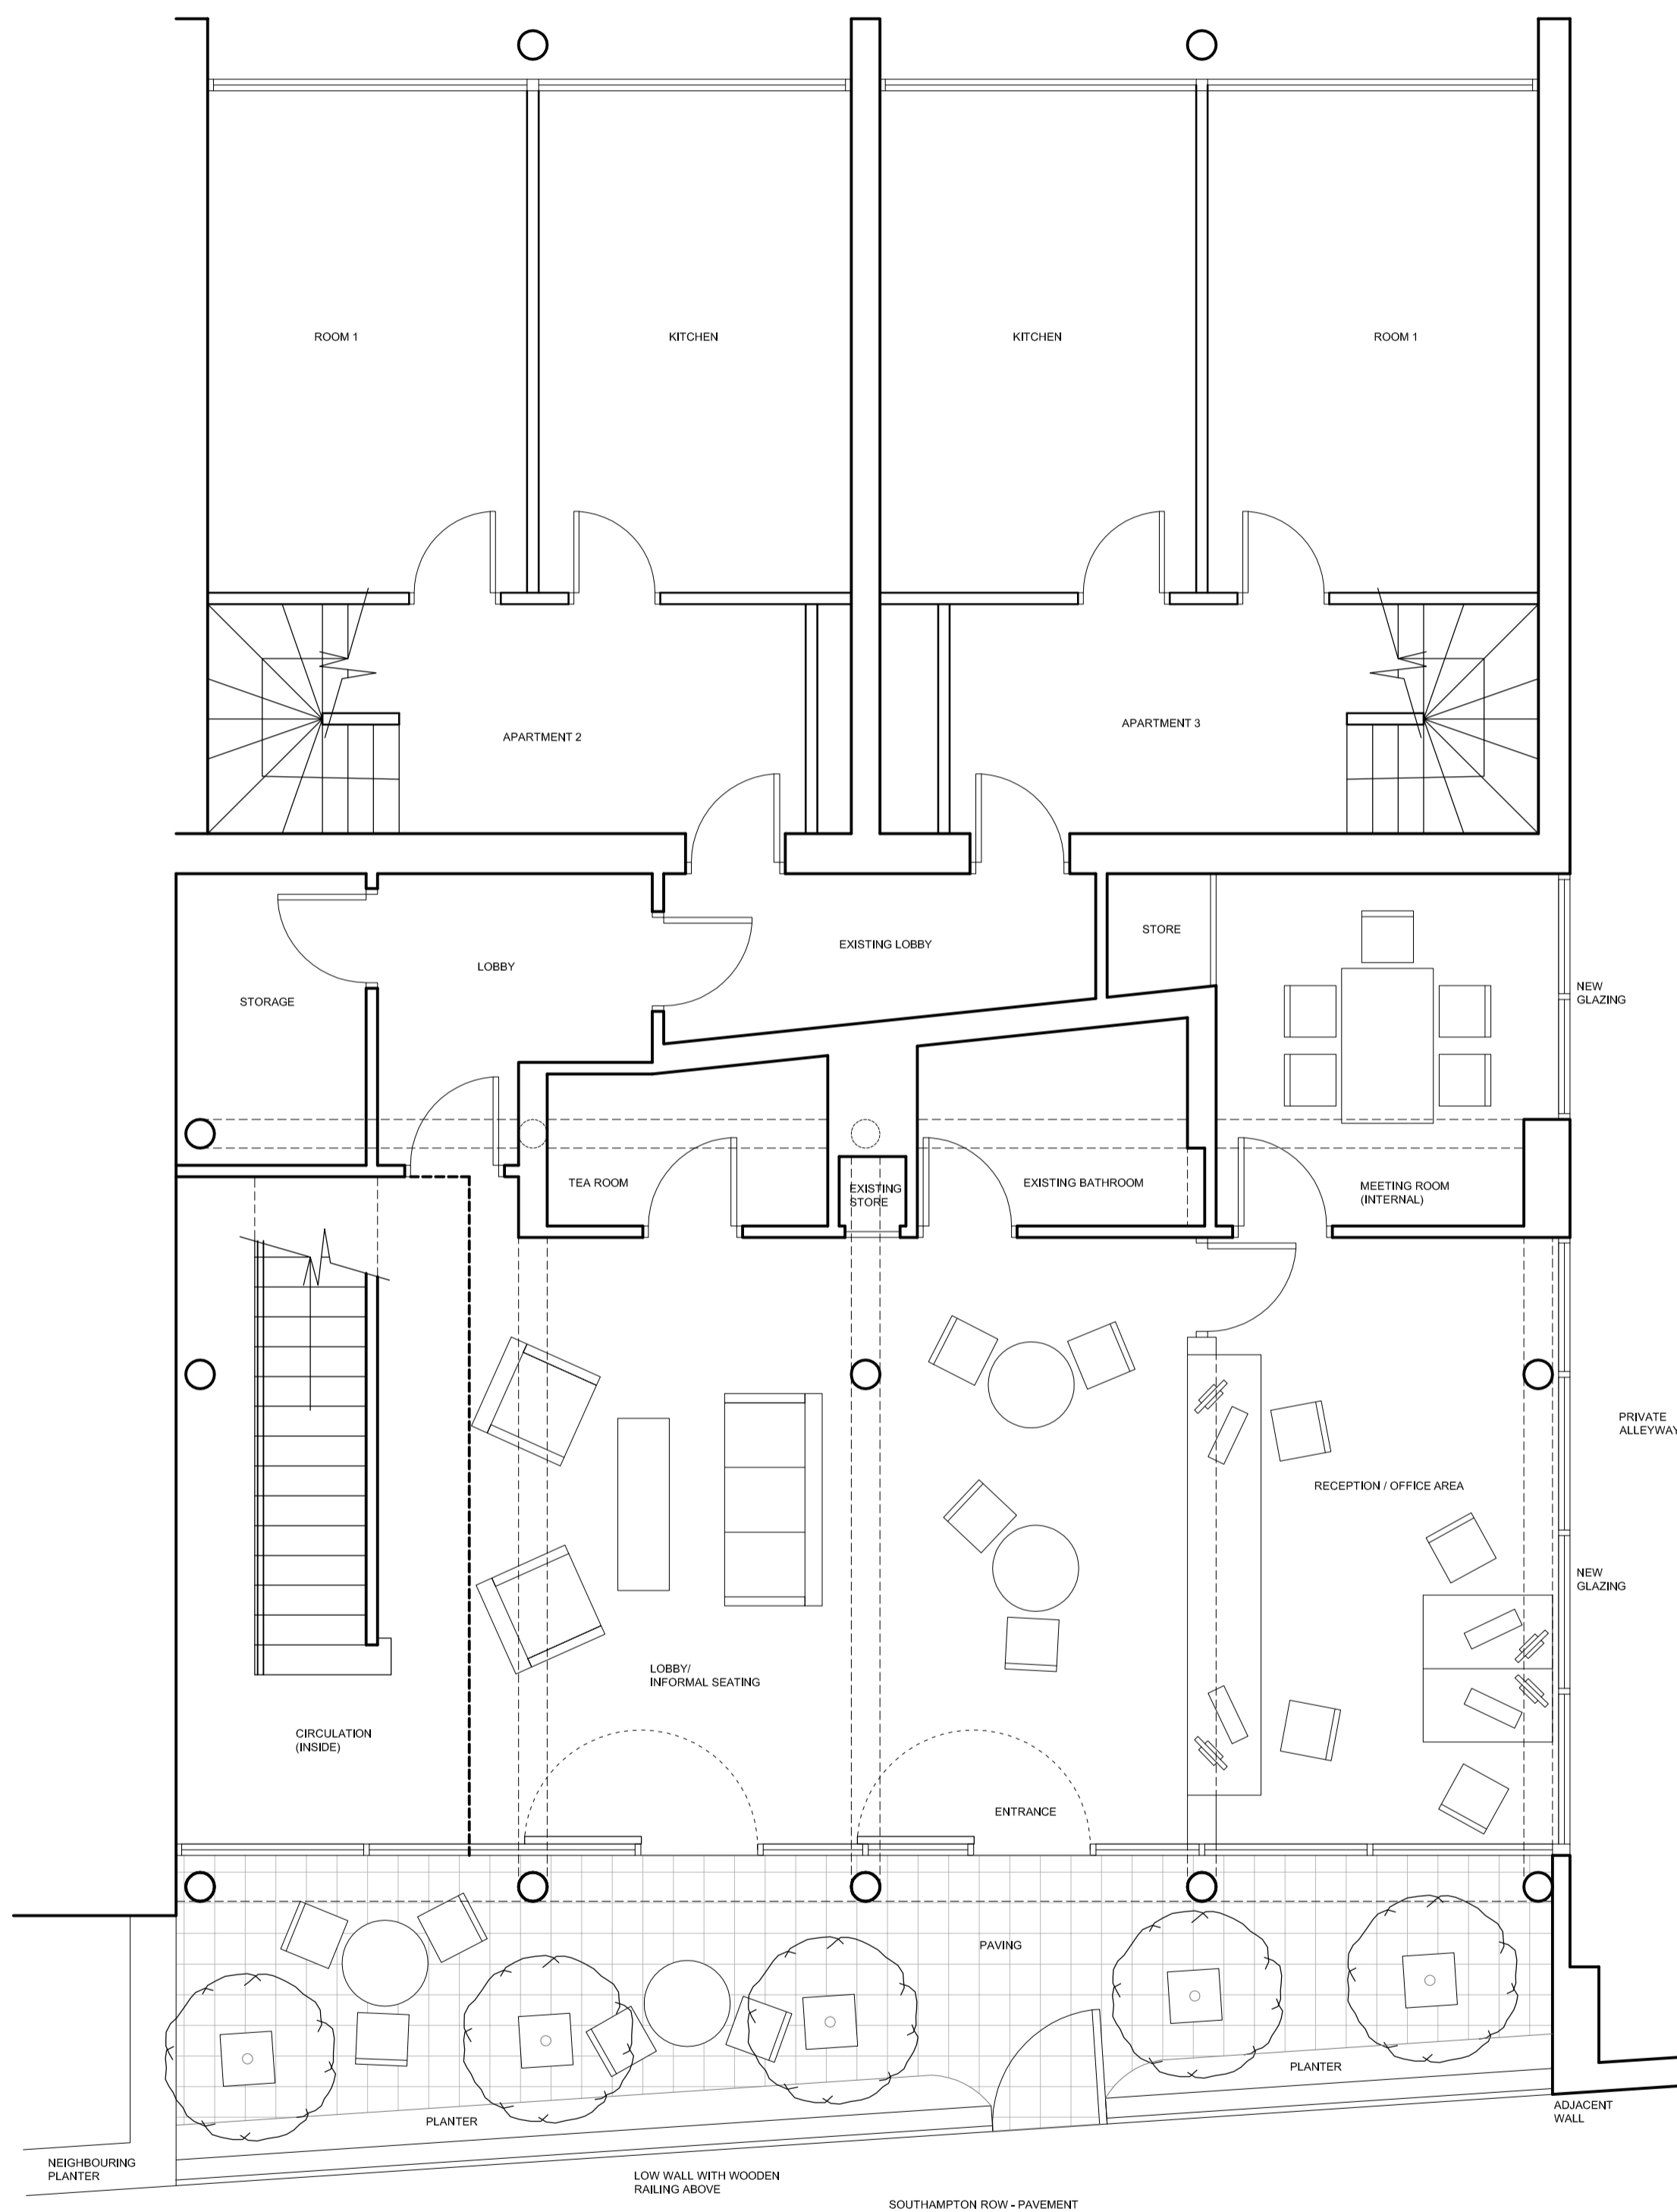 ROOM 1
KITCHEN
KITCHEN
ROOM 1
APARTMENT 2
APARTMENT 3
STORE
EXISTING LOBBY
LOBBY
STORAGE
NEW
GLAZING
TEA ROOM
EXISTING
STORE
EXISTING BATHROOM
MEETING ROOM
(INTERNAL)
PRIVATE
ALLEYWAY
RECEPTION / OFFICE AREA
NEW
GLAZING
LOBBY/
INFORMAL SEATING
CIRCULATION
(INSIDE)
ENTRANCE
PAVING
PLANTER
PLANTER
ADJACENT
WALL
NEIGHBOURING
PLANTER
LOW WALL WITH WOODEN
RAILING ABOVE
SOUTHAMPTON ROW - PAVEMENT